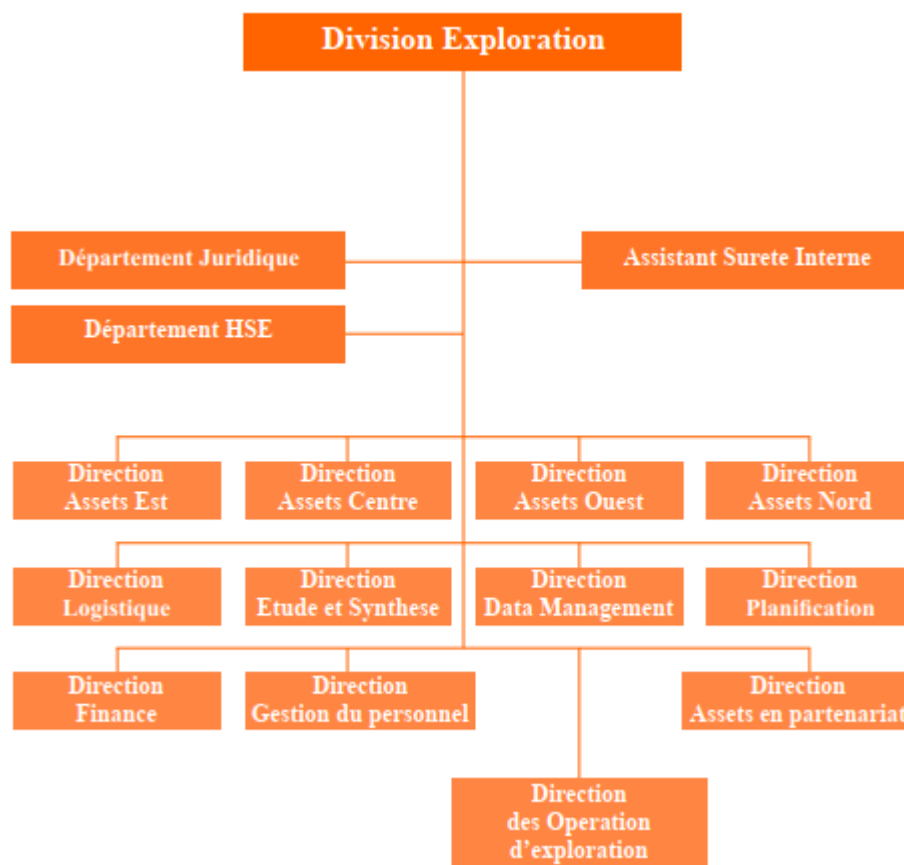 Division Exploration
Département Juridique
Assistant Surete Interne
Département HSE
Direction
Assets Est
Direction
Assets Centre
Direction
Assets Ouest
Direction
Assets Nord
Direction
Logistique
Direction
Etude et Synthese
Direction
Data Management
Direction
Planification
Direction
Finance
Direction
Gestion du personnel
Direction
Assets en partenariat
Direction
des Operation
d’exploration